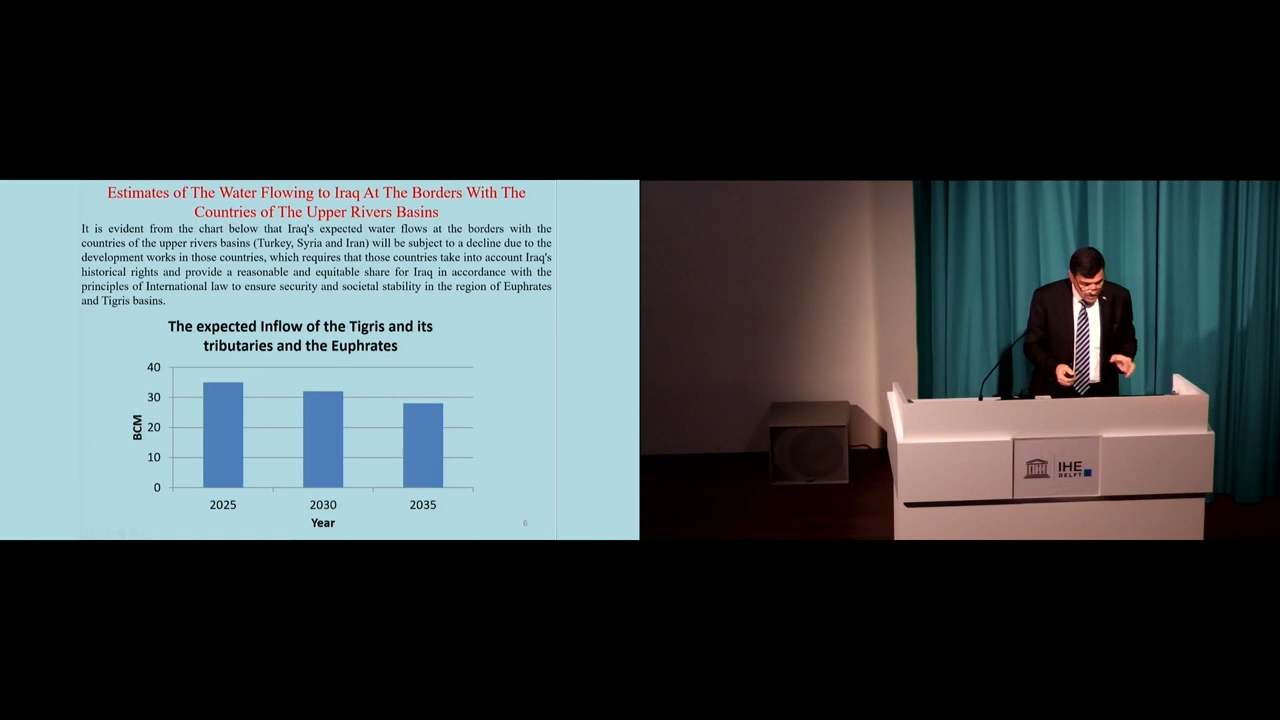 Estimates of The Water Flowing to Iraq At The Borders With The
Countries of The Upper Rivers Basins
It is evident from the chart below that Iraq's expected water flows at the borders with the
countries of the upper rivers basins (Turkey, Syria and Iran) will be subject to a decline due to the
development works in those countries, which requires that those countries take into account Iraq's
historical rights and provide a reasonable and equitable share for Iraq in accordance with the
principles of International law to ensure security and societal stability in the region of Euphrates
and Tigris basins.
The expected Inflow of the Tigris and its
tributaries and the Euphrates
40
30
20
10
0
BCM
2025 2030 2035
Year
6
IHE
DELFT